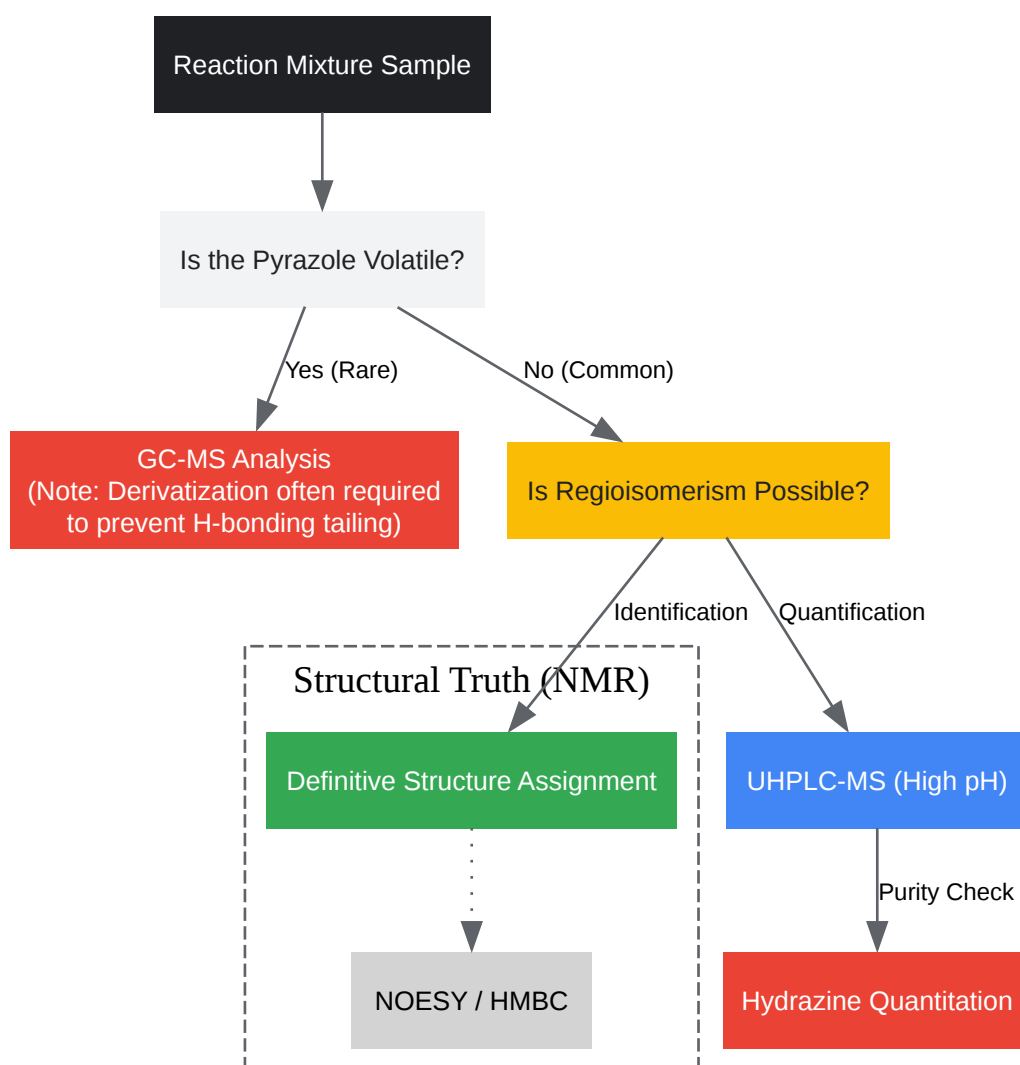 Reaction Mixture Sample
Is the Pyrazole Volatile?
Yes (Rare)
No (Common)
GC-MS Analysis
(Note: Derivatization often required
to prevent H-bonding tailing)
Is Regioisomerism Possible?
Identification
Quantification
Structural Truth (NMR)
Definitive Structure Assignment
UHPLC-MS (High pH)
Purity Check
NOESY / HMBC
Hydrazine Quantitation